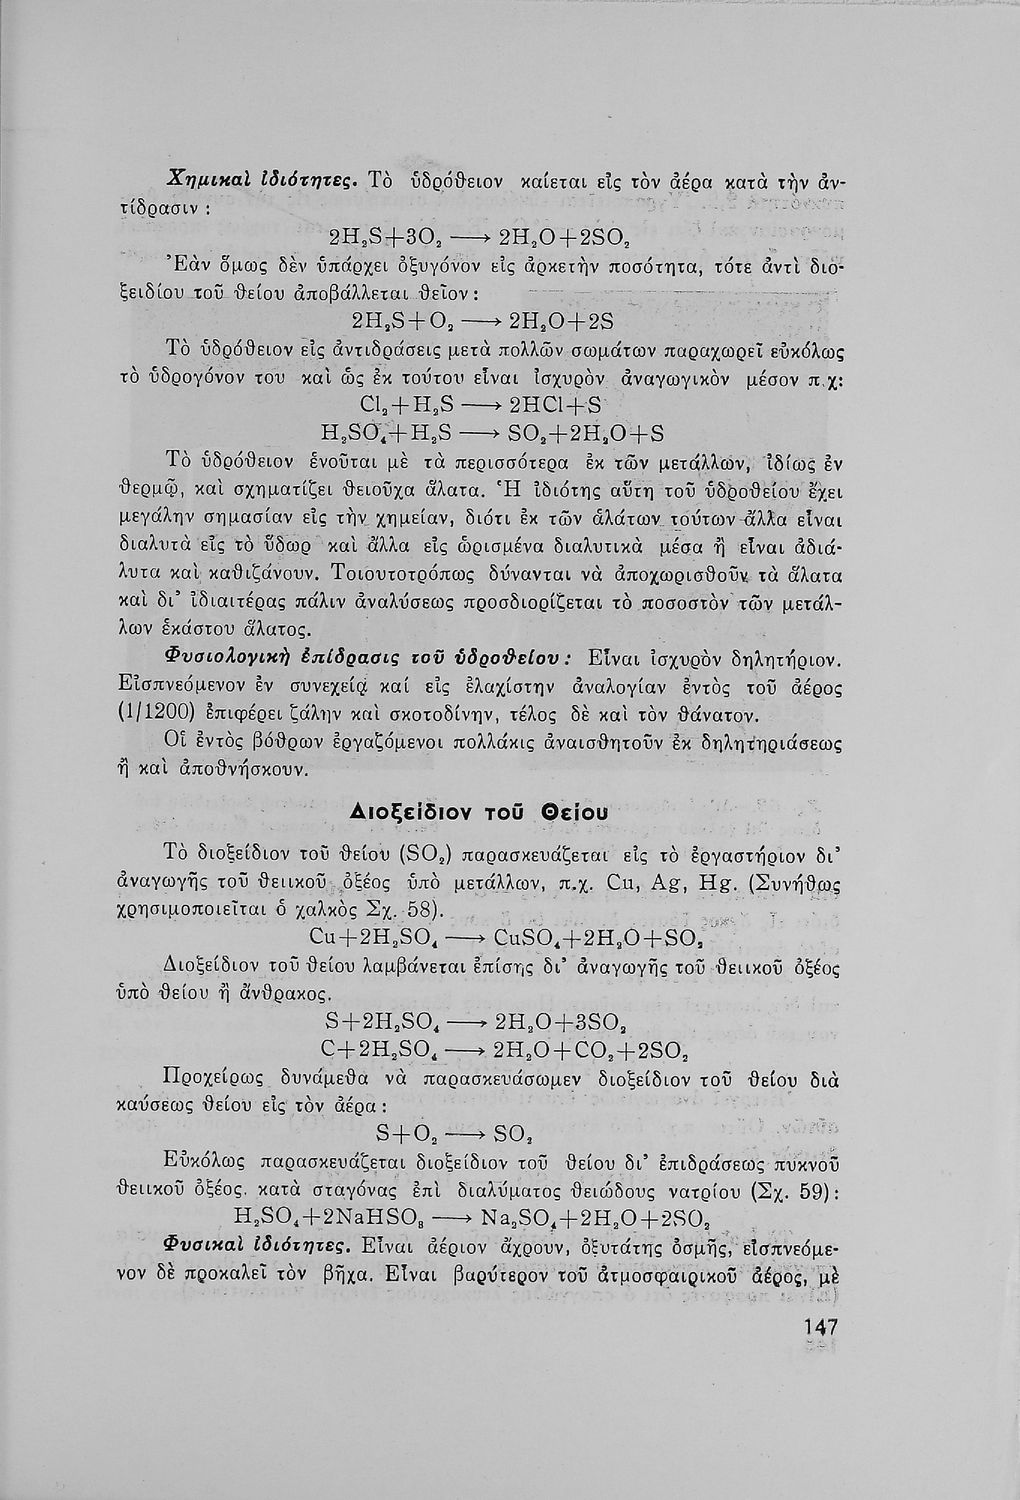 Χημικαὶ ἰδιότητες. Τὸ ὑδρόθειον καίεται εἰς τὸν ἀέρα κατὰ τὴν ἀν-
τίδρασιν :
2H₂S+3O₂ ⟶ 2H₂O+2SO₂
Ἐὰν ὅμως δὲν ὑπάρχει ὀξυγόνον εἰς ἀρκετὴν ποσότητα, τότε ἀντὶ διο-
ξειδίου τοῦ θείου ἀποβάλλεται θεῖον :
2H₂S+O₂ ⟶ 2H₂O+2S
Τὸ ὑδρόθειον εἰς ἀντιδράσεις μετὰ πολλῶν σωμάτων παραχωρεῖ εὐκόλως
τὸ ὑδρογόνον του καὶ ὡς ἐκ τούτου εἶναι ἰσχυρὸν ἀναγωγικὸν μέσον π.χ:
Cl₂+H₂S ⟶ 2HCl+S
H₂SO₄+H₂S ⟶ SO₂+2H₂O+S
Τὸ ὑδρόθειον ἑνοῦται μὲ τὰ περισσότερα ἐκ τῶν μετάλλων, ἰδίως ἐν
θερμῷ, καὶ σχηματίζει θειοῦχα ἅλατα. Ἡ ἰδιότης αὕτη τοῦ ὑδροθείου ἔχει
μεγάλην σημασίαν εἰς τὴν χημείαν, διότι ἐκ τῶν ἁλάτων τούτων ἄλλα εἶναι
διαλυτὰ εἰς τὸ ὕδωρ καὶ ἄλλα εἰς ὡρισμένα διαλυτικὰ μέσα ἢ εἶναι ἀδιά-
λυτα καὶ καθιζάνουν. Τοιουτοτρόπως δύνανται νὰ ἀποχωρισθοῦν τὰ ἅλατα
καὶ δι’ ἰδιαιτέρας πάλιν ἀναλύσεως προσδιορίζεται τὸ ποσοστὸν τῶν μετάλ-
λων ἑκάστου ἅλατος.
Φυσιολογικὴ ἐπίδρασις τοῦ ὑδροθείου : Εἶναι ἰσχυρὸν δηλητήριον.
Εἰσπνεόμενον ἐν συνεχείᾳ καί εἰς ἐλαχίστην ἀναλογίαν ἐντὸς τοῦ ἀέρος
(1/1200) ἐπιφέρει ζάλην καὶ σκοτοδίνην, τέλος δὲ καὶ τὸν θάνατον.
Οἱ ἐντὸς βόθρων ἐργαζόμενοι πολλάκις ἀναισθητοῦν ἐκ δηλητηριάσεως
ἢ καὶ ἀποθνήσκουν.
Διοξείδιον τοῦ Θείου
Τὸ διοξείδιον τοῦ θείου (SO₂) παρασκευάζεται εἰς τὸ ἐργαστήριον δι’
ἀναγωγῆς τοῦ θειικοῦ ὀξέος ὑπὸ μετάλλων, π.χ. Cu, Ag, Hg. (Συνήθως
χρησιμοποιεῖται ὁ χαλκὸς Σχ. 58).
Cu+2H₂SO₄ ⟶ CuSO₄+2H₂O+SO₂
Διοξείδιον τοῦ θείου λαμβάνεται ἐπίσης δι’ ἀναγωγῆς τοῦ θειικοῦ ὀξέος
ὑπὸ θείου ἢ ἄνθρακος.
S+2H₂SO₄ ⟶ 2H₂O+3SO₂
C+2H₂SO₄ ⟶ 2H₂O+CO₂+2SO₂
Προχείρως δυνάμεθα νὰ παρασκευάσωμεν διοξείδιον τοῦ θείου διὰ
καύσεως θείου εἰς τὸν ἀέρα :
S+O₂ ⟶ SO₂
Εὐκόλως παρασκευάζεται διοξείδιον τοῦ θείου δι’ ἐπιδράσεως πυκνοῦ
θειικοῦ ὀξέος. κατὰ σταγόνας ἐπὶ διαλύματος θειώδους νατρίου (Σχ. 59) :
H₂SO₄+2NaHSO₃ ⟶ Na₂SO₄+2H₂O+2SO₂
Φυσικαὶ ἰδιότητες. Εἶναι ἀέριον ἄχρουν, ὀξυτάτης ὀσμῆς, εἰσπνεόμε-
νον δὲ προκαλεῖ τὸν βῆχα. Εἶναι βαρύτερον τοῦ ἀτμοσφαιρικοῦ ἀέρος, μὲ
147